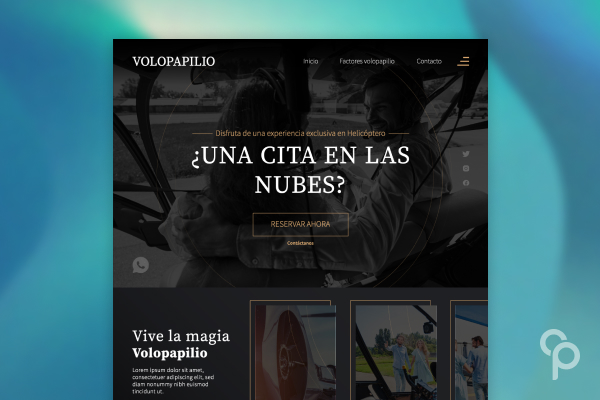 VOLOPAPILIO
Inicio Factores volopapilio Contacto
Disfruta de una experiencia exclusiva en Helicóptero
¿UNA CITA EN LAS
NUBES?
RESERVAR AHORA
Contáctanos
Vive la magia
Volopapilio
Lorem ipsum dolor sit amet,
consectetuer adipiscing elit, sed
diam nonummy nibh euismod
tincidunt ut.